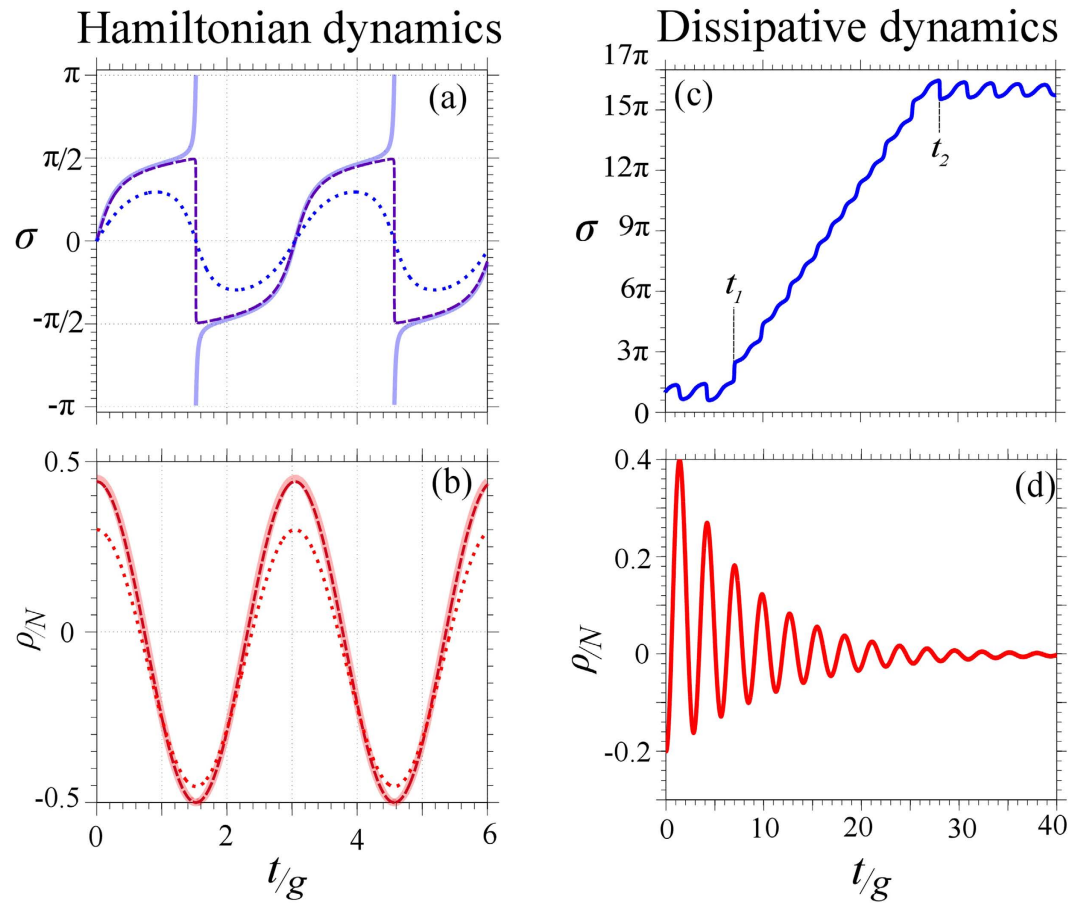 Hamiltonian dynamics
Dissipative dynamics
(a)
π
π/2
0
-π/2
-π
σ
(b)
0.5
0
-0.5
ρ/N
0
2
4
6
t/g
(c)
17π
15π
12π
9π
6π
3π
0
σ
t1
t2
(d)
0.4
0.2
0
-0.2
ρ/N
0
10
20
30
40
t/g